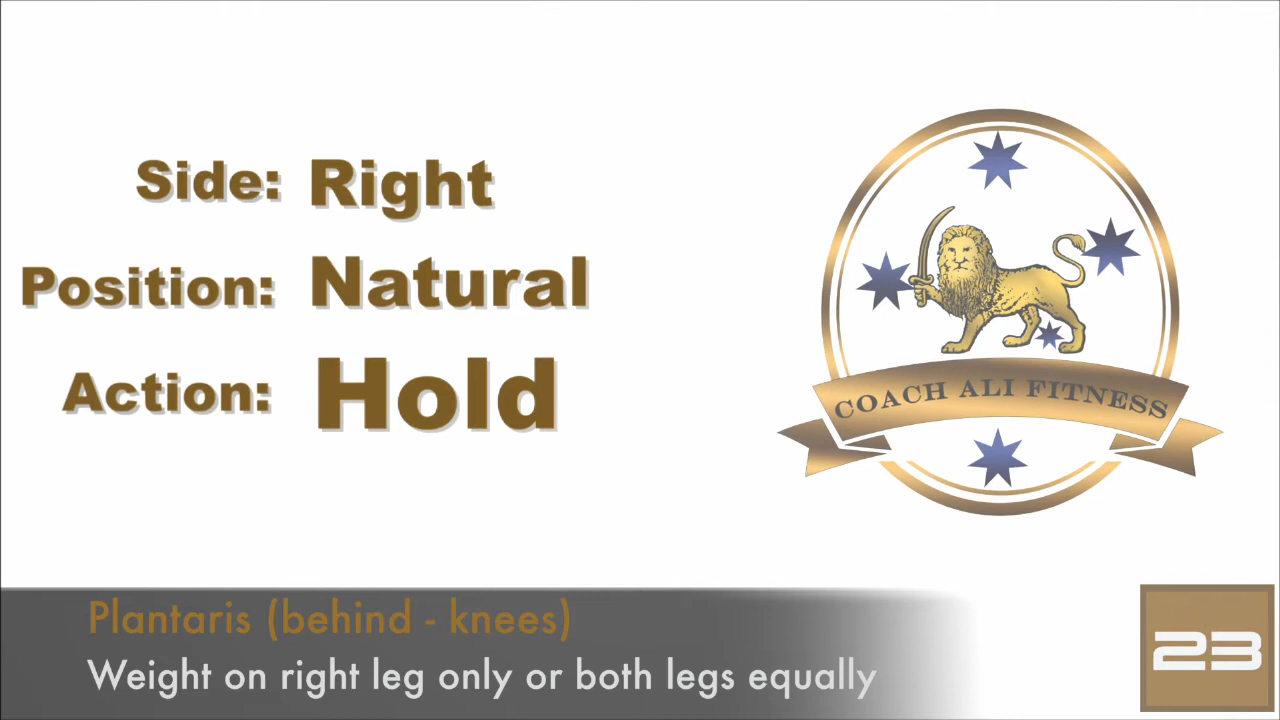 Side: Right
Position: Natural
Action: Hold
COACH ALI FITNESS
Plantaris (behind - knees)
Weight on right leg only or both legs equally
23